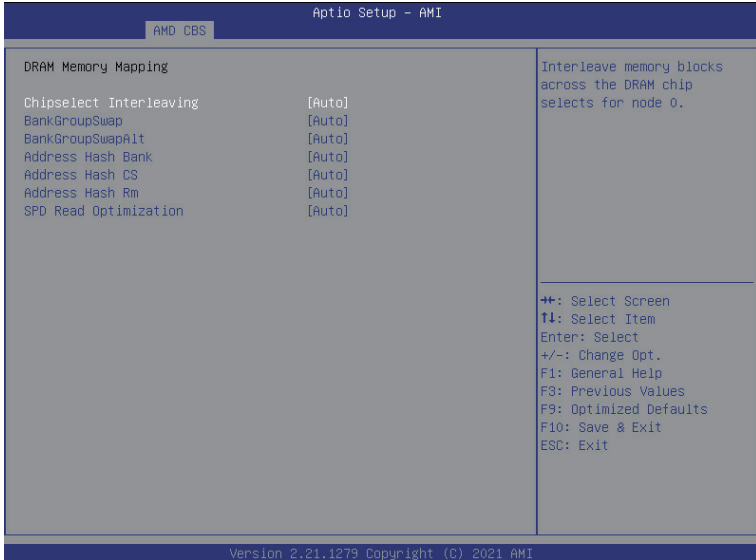 Aptio Setup – AMI
AMD CBS
DRAM Memory Mapping
Chipselect Interleaving [Auto]
BankGroupSwap [Auto]
BankGroupSwapAlt [Auto]
Address Hash Bank [Auto]
Address Hash CS [Auto]
Address Hash Rm [Auto]
SPD Read Optimization [Auto]
Interleave memory blocks
across the DRAM chip
selects for node 0.
→←: Select Screen
↑↓: Select Item
Enter: Select
+/-: Change Opt.
F1: General Help
F3: Previous Values
F9: Optimized Defaults
F10: Save & Exit
ESC: Exit
Version 2.21.1279 Copyright (C) 2021 AMI